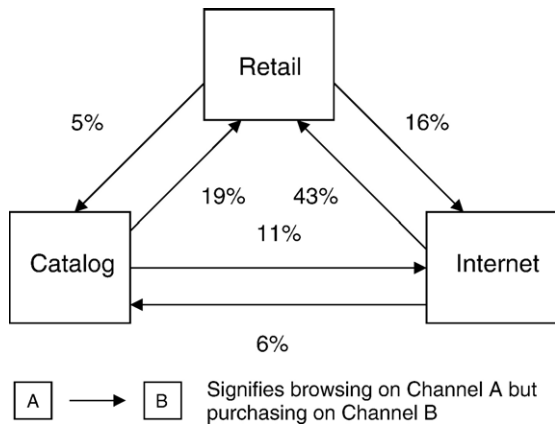 Retail
5%
16%
19%
43%
11%
Catalog
Internet
6%
A
B
Signifies browsing on Channel A but
purchasing on Channel B